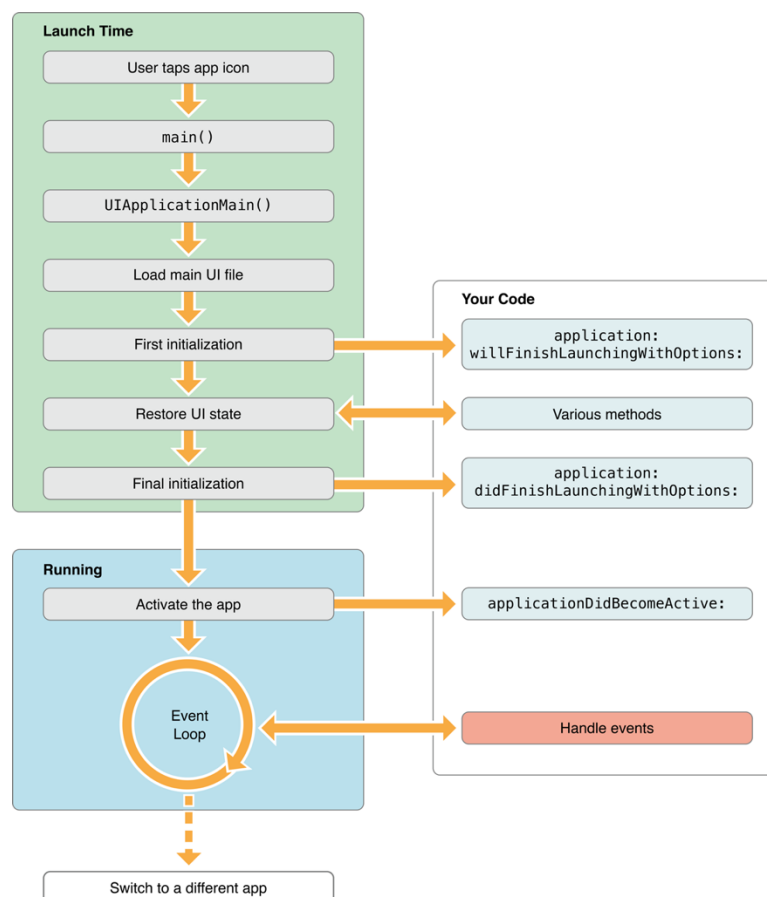 Launch Time
User taps app icon
main()
UIApplicationMain()
Load main UI file
First initialization
Restore UI state
Final initialization
Your Code
application:
willFinishLaunchingWithOptions:
Various methods
application:
didFinishLaunchingWithOptions:
Running
Activate the app
applicationDidBecomeActive:
Event
Loop
Handle events
Switch to a different app